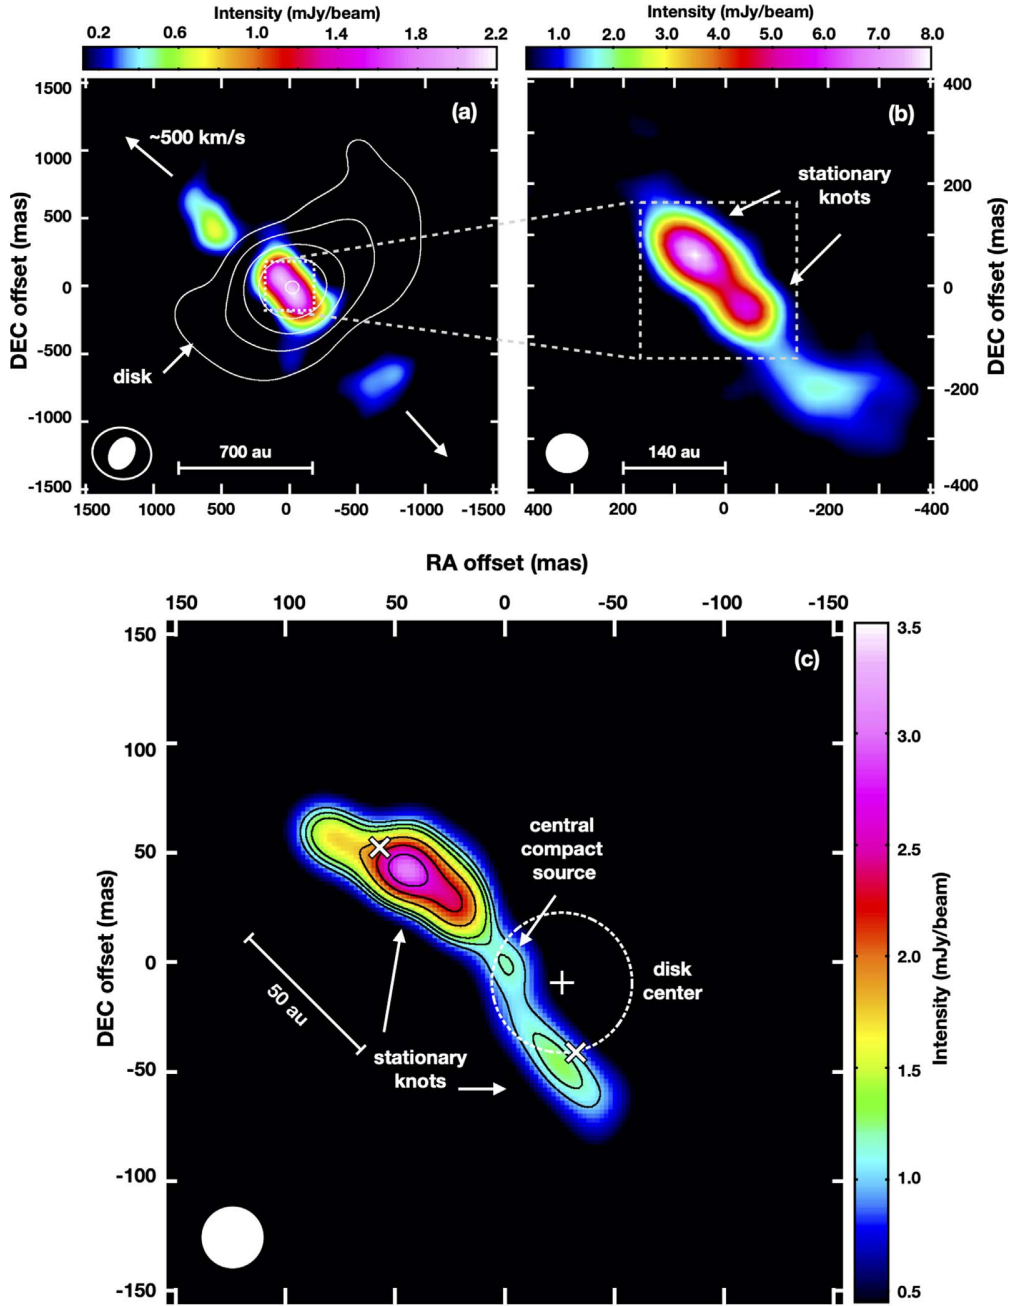 Intensity (mJy/beam)
0.2 0.6 1.0 1.4 1.8 2.2
Intensity (mJy/beam)
1.0 2.0 3.0 4.0 5.0 6.0 7.0 8.0
(a)
~500 km/s
disk
700 au
1500
1000
500
0
-500
-1000
-1500
DEC offset (mas)
1500 1000 500 0 -500 -1000 -1500
(b)
stationary
knots
140 au
400
200
0
-200
-400
DEC offset (mas)
400 200 0 -200 -400
RA offset (mas)
150 100 50 0 -50 -100 -150
(c)
central
compact
source
disk
center
50 au
stationary
knots
150
100
50
0
-50
-100
-150
DEC offset (mas)
3.5
3.0
2.5
2.0
1.5
1.0
0.5
Intensity (mJy/beam)